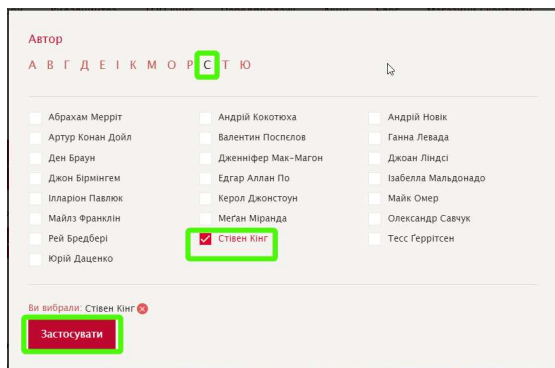 Автор
А В Г Д Е І К М О Р С Т Ю
Абрахам Мерріт Андрій Кокотюха Андрій Новік
Артур Конан Дойл Валентин Поспєлов Ганна Левада
Ден Браун Дженніфер Мак-Магон Джоан Ліндсі
Джон Бірмінгем Едгар Аллан По Ізабелла Мальдонадо
Ілларіон Павлюк Керол Джонстоун Майк Омер
Майлз Франклін Меґан Міранда Олександр Савчук
Рей Бредбері Стівен Кінг Тесс Ґеррітсен
Юрій Даценко
Ви вибрали: Стівен Кінг
Застосувати